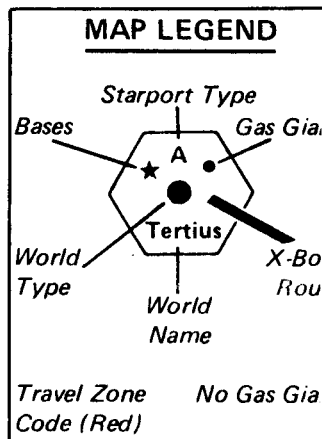 MAP LEGEND
Starport Type
Bases Gas Gia
A
Tertius
World X-Bo
Type Rou
World
Name
Travel Zone No Gas Gia
Code (Red)